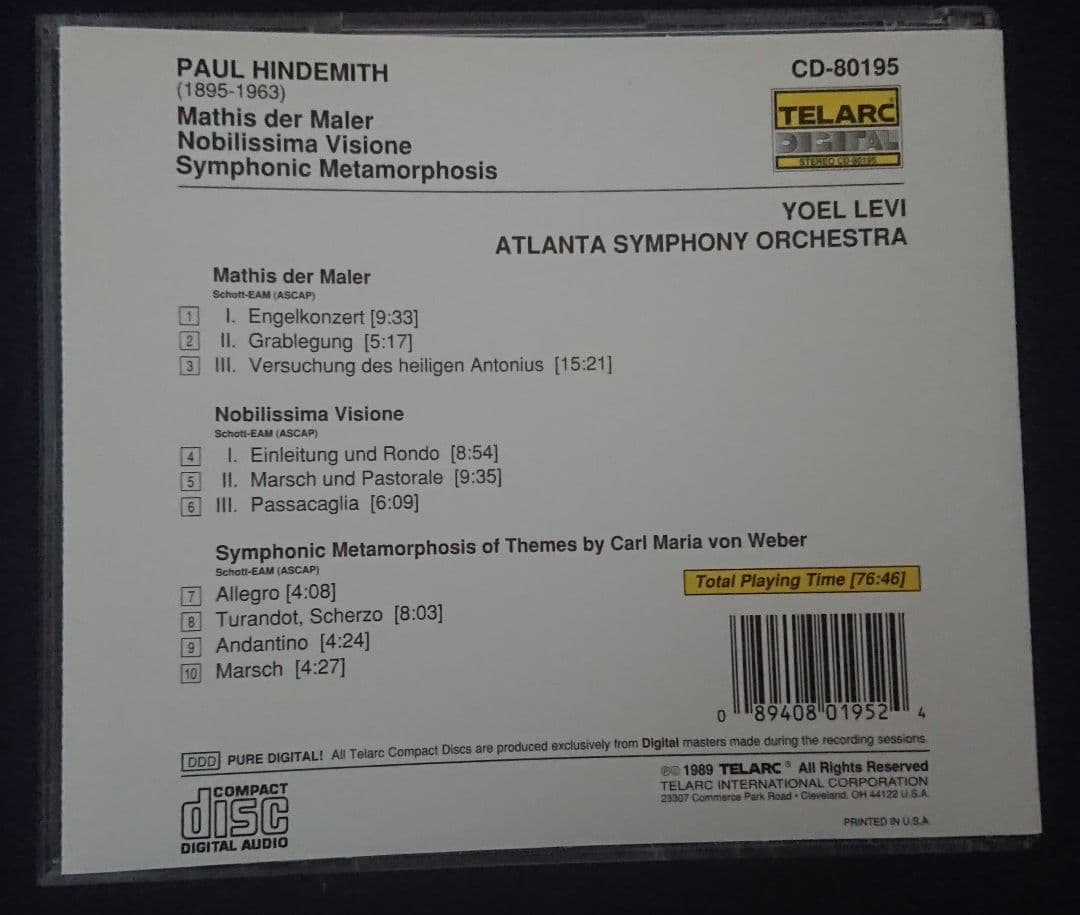 PAUL HINDEMITH
(1895-1963)
Mathis der Maler
Nobilissima Visione
Symphonic Metamorphosis
CD-80195
TELARC®
DIGITAL
STEREO CD-80195
YOEL LEVI
ATLANTA SYMPHONY ORCHESTRA
Mathis der Maler
Schott-EAM (ASCAP)
1 I. Engelkonzert [9:33]
2 II. Grablegung [5:17]
3 III. Versuchung des heiligen Antonius [15:21]
Nobilissima Visione
Schott-EAM (ASCAP)
4 I. Einleitung und Rondo [8:54]
5 II. Marsch und Pastorale [9:35]
6 III. Passacaglia [6:09]
Symphonic Metamorphosis of Themes by Carl Maria von Weber
Schott-EAM (ASCAP)
7 Allegro [4:08]
8 Turandot, Scherzo [8:03]
9 Andantino [4:24]
10 Marsch [4:27]
Total Playing Time [76:46]
0 89408 01952 4
DDD PURE DIGITAL! All Telarc Compact Discs are produced exclusively from Digital masters made during the recording sessions.
℗© 1989 TELARC® All Rights Reserved
TELARC INTERNATIONAL CORPORATION
23307 Commerce Park Road • Cleveland, OH 44122 U.S.A.
PRINTED IN U.S.A.
COMPACT
disc
DIGITAL AUDIO